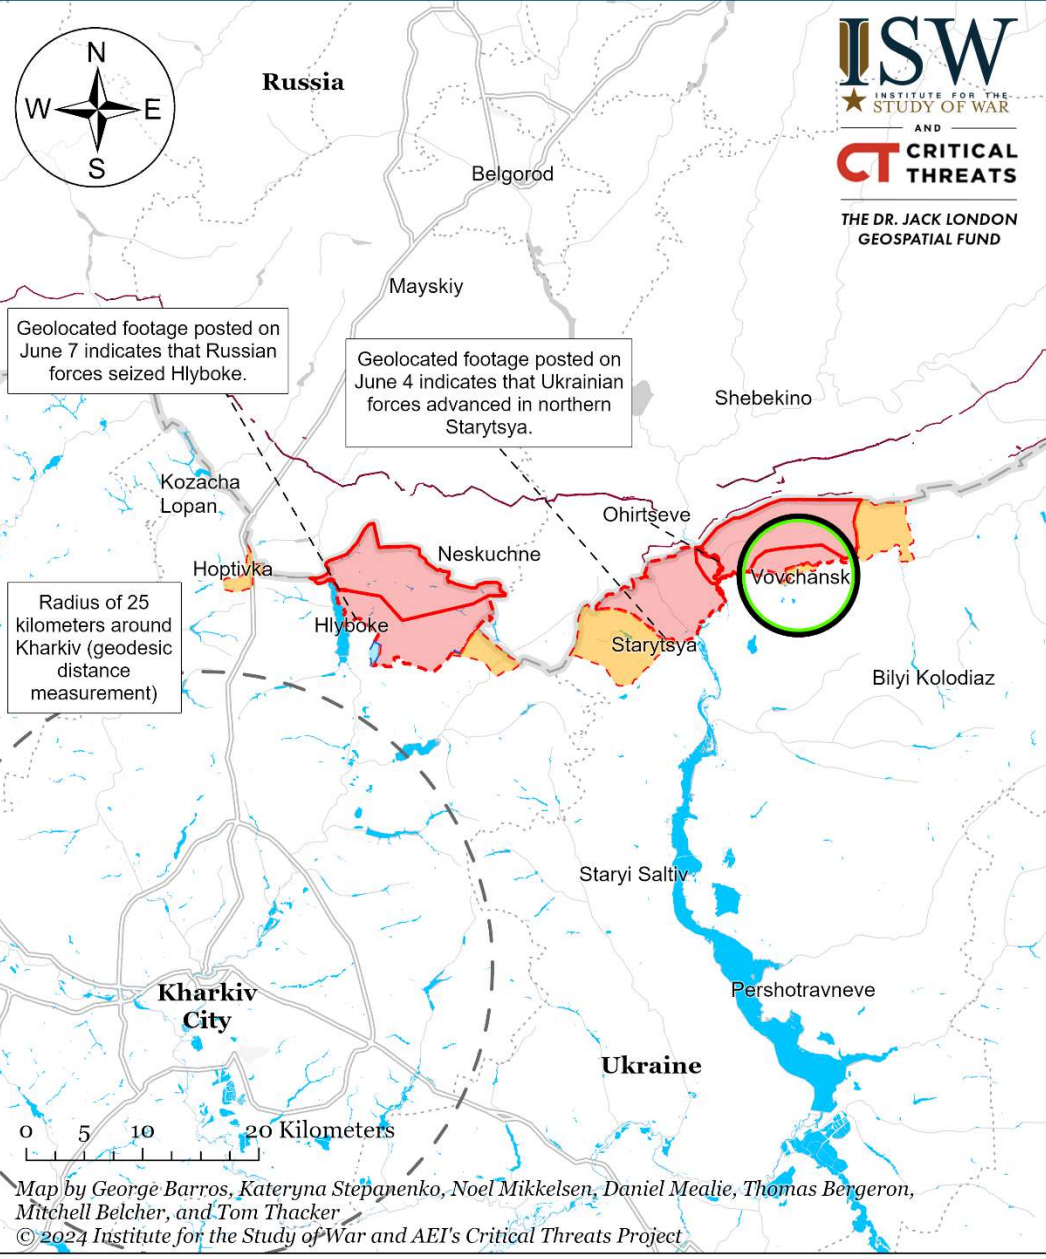 N
W E
S
Russia
ISW
INSTITUTE FOR THE
STUDY OF WAR
AND
CT CRITICAL
THREATS
THE DR. JACK LONDON
GEOSPATIAL FUND
Belgorod
Mayskiy
Geolocated footage posted on
June 7 indicates that Russian
forces seized Hlyboke.
Geolocated footage posted on
June 4 indicates that Ukrainian
forces advanced in northern
Starytsya.
Shebekino
Kozacha
Lopan
Ohirtseve
Neskuchne
Hoptivka
Vovchansk
Radius of 25
kilometers around
Kharkiv (geodesic
distance
measurement)
Hlyboke
Starytsya
Bilyi Kolodiaz
Staryi Saltiv
Pershotravneve
Kharkiv
City
Ukraine
0 5 10 20 Kilometers
Map by George Barros, Kateryna Stepanenko, Noel Mikkelsen, Daniel Mealie, Thomas Bergeron,
Mitchell Belcher, and Tom Thacker
© 2024 Institute for the Study of War and AEI's Critical Threats Project